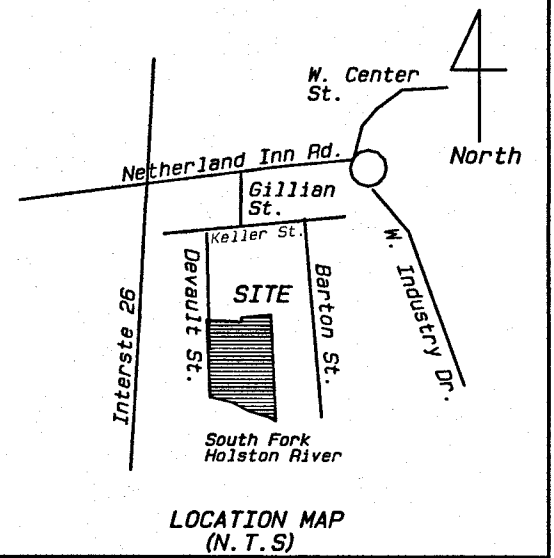 W. Center
St.
North
Netherland Inn Rd.
Gillian
St.
Keller St.
W. Industry Dr.
Devault St.
SITE
Barton St.
Interste 26
South Fork
Holston River
LOCATION MAP
(N.T.S)